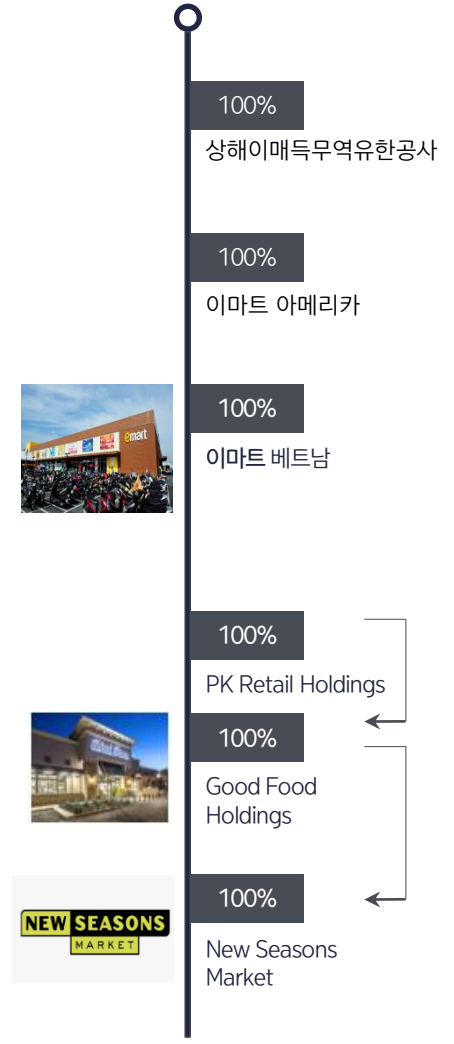 100%
상해이매득무역유한공사
100%
이마트 아메리카
emart
100%
이마트 베트남
100%
PK Retail Holdings
100%
Good Food
Holdings
NEW SEASONS
MARKET
100%
New Seasons
Market